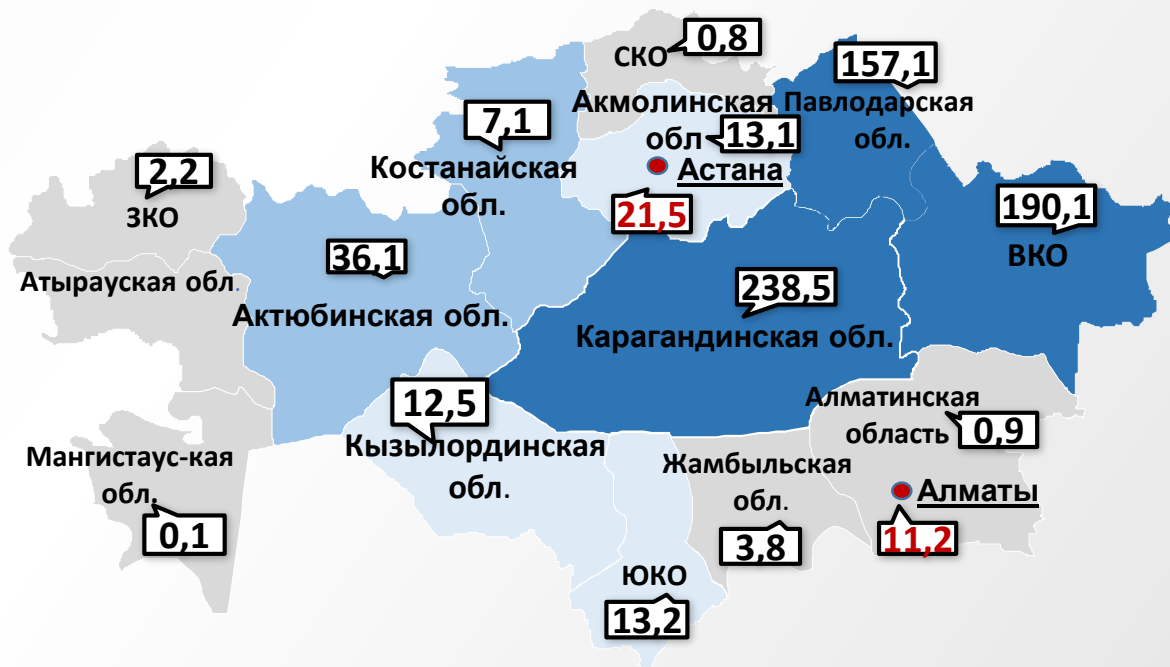 СКО
0,8
157,1
Акмолинская
обл
13,1
Павлодарская
обл.
7,1
Костанайская
обл.
Астана
21,5
2,2
ЗКО
190,1
ВКО
Атырауская обл.
36,1
Актюбинская обл.
238,5
Карагандинская обл.
12,5
Кызылординская
обл.
Алматинская
область
0,9
Мангистаус-кая
обл.
0,1
Жамбыльская
обл.
3,8
Алматы
11,2
ЮКО
13,2